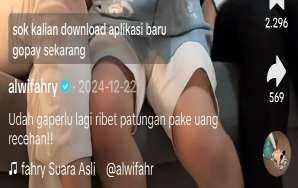 sok kalian download aplikasi baru
gopay sekarang
2.296
alwifahry · 2024-12-22
569
Udah gaperlu lagi ribet patungan pake uang
recehan!!
♫ fahry Suara Asli @alwifahr